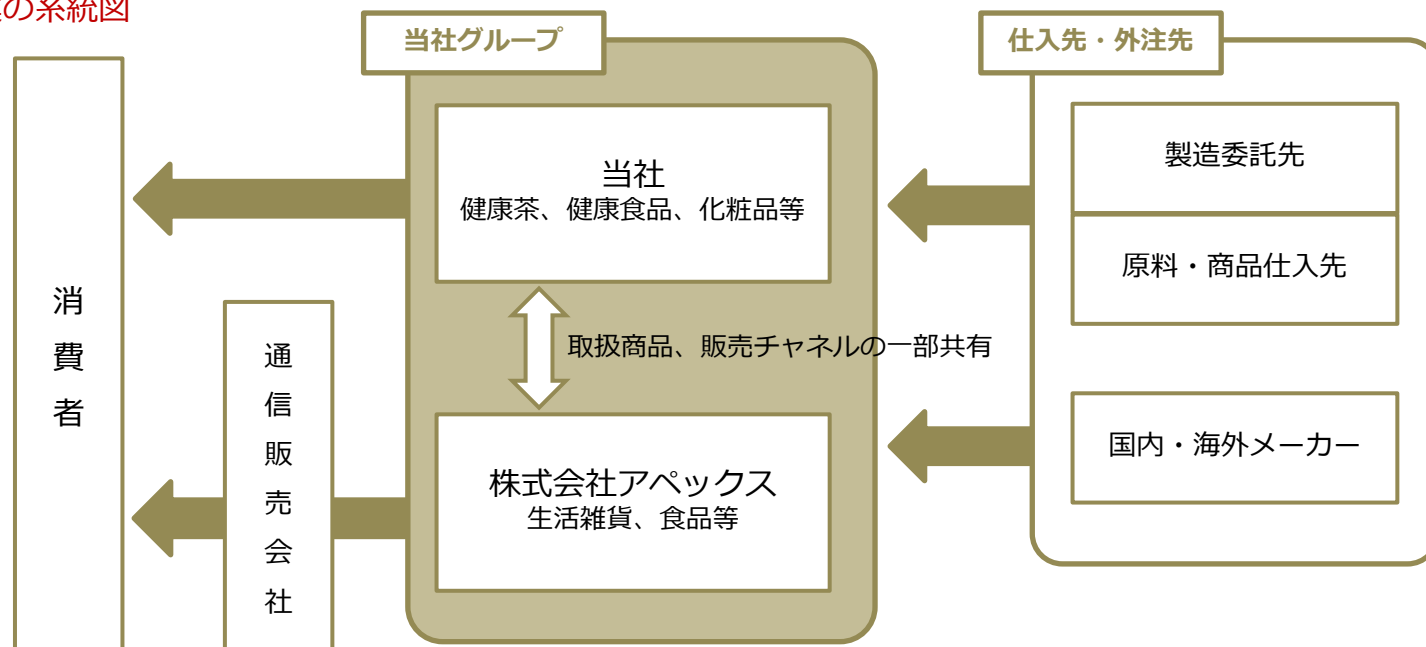 の系統図
当社グループ
仕入先・外注先
消費者
通信販売会社
当社
健康茶、健康食品、化粧品等
取扱商品、販売チャネルの一部共有
株式会社アペックス
生活雑貨、食品等
製造委託先
原料・商品仕入先
国内・海外メーカー